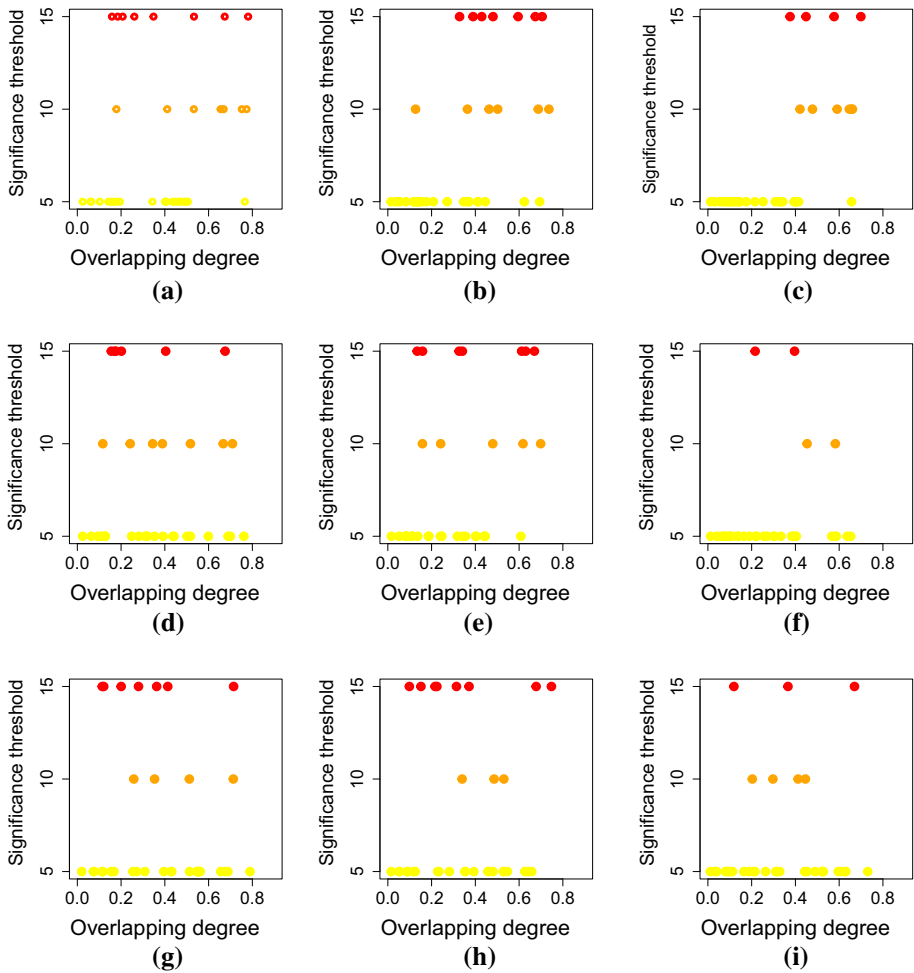 15
10
5
Significance threshold
0.0 0.2 0.4 0.6 0.8
Overlapping degree
(a)
15
10
5
Significance threshold
0.0 0.2 0.4 0.6 0.8
Overlapping degree
(b)
15
10
5
Significance threshold
0.0 0.2 0.4 0.6 0.8
Overlapping degree
(c)
15
10
5
Significance threshold
0.0 0.2 0.4 0.6 0.8
Overlapping degree
(d)
15
10
5
Significance threshold
0.0 0.2 0.4 0.6 0.8
Overlapping degree
(e)
15
10
5
Significance threshold
0.0 0.2 0.4 0.6 0.8
Overlapping degree
(f)
15
10
5
Significance threshold
0.0 0.2 0.4 0.6 0.8
Overlapping degree
(g)
15
10
5
Significance threshold
0.0 0.2 0.4 0.6 0.8
Overlapping degree
(h)
15
10
5
Significance threshold
0.0 0.2 0.4 0.6 0.8
Overlapping degree
(i)